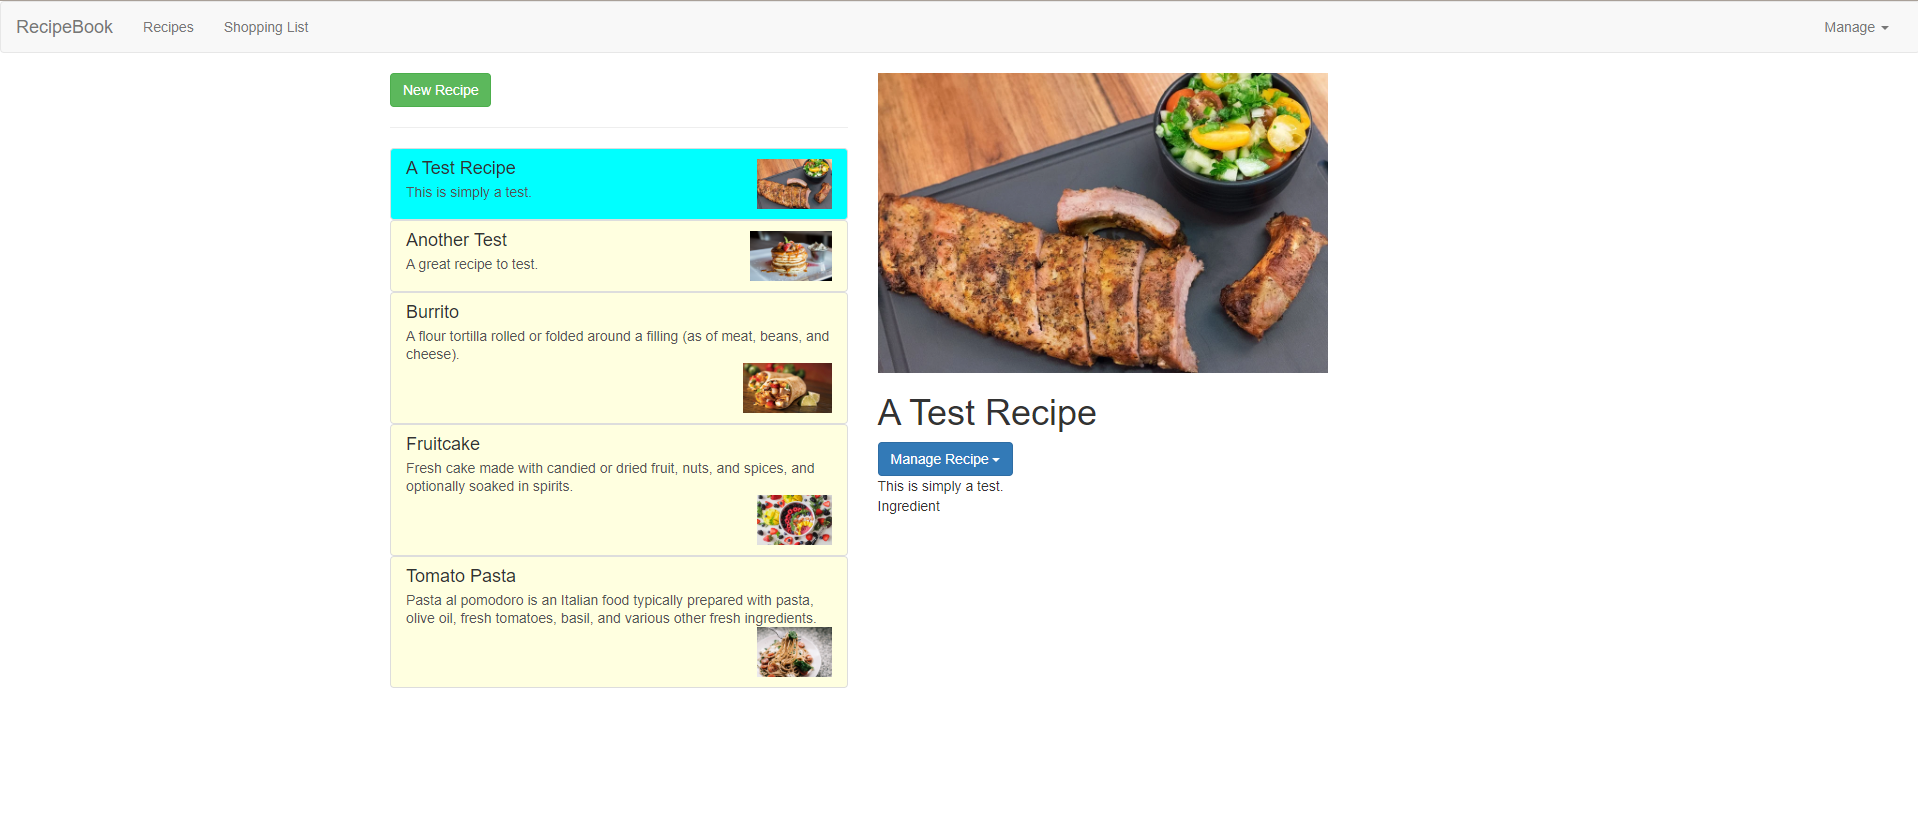 RecipeBook
Recipes
Shopping List
Manage
New Recipe
A Test Recipe
This is simply a test.
Another Test
A great recipe to test.
Burrito
A flour tortilla rolled or folded around a filling (as of meat, beans, and
cheese).
Fruitcake
Fresh cake made with candied or dried fruit, nuts, and spices, and
optionally soaked in spirits.
Tomato Pasta
Pasta al pomodoro is an Italian food typically prepared with pasta,
olive oil, fresh tomatoes, basil, and various other fresh ingredients.
A Test Recipe
Manage Recipe
This is simply a test.
Ingredient